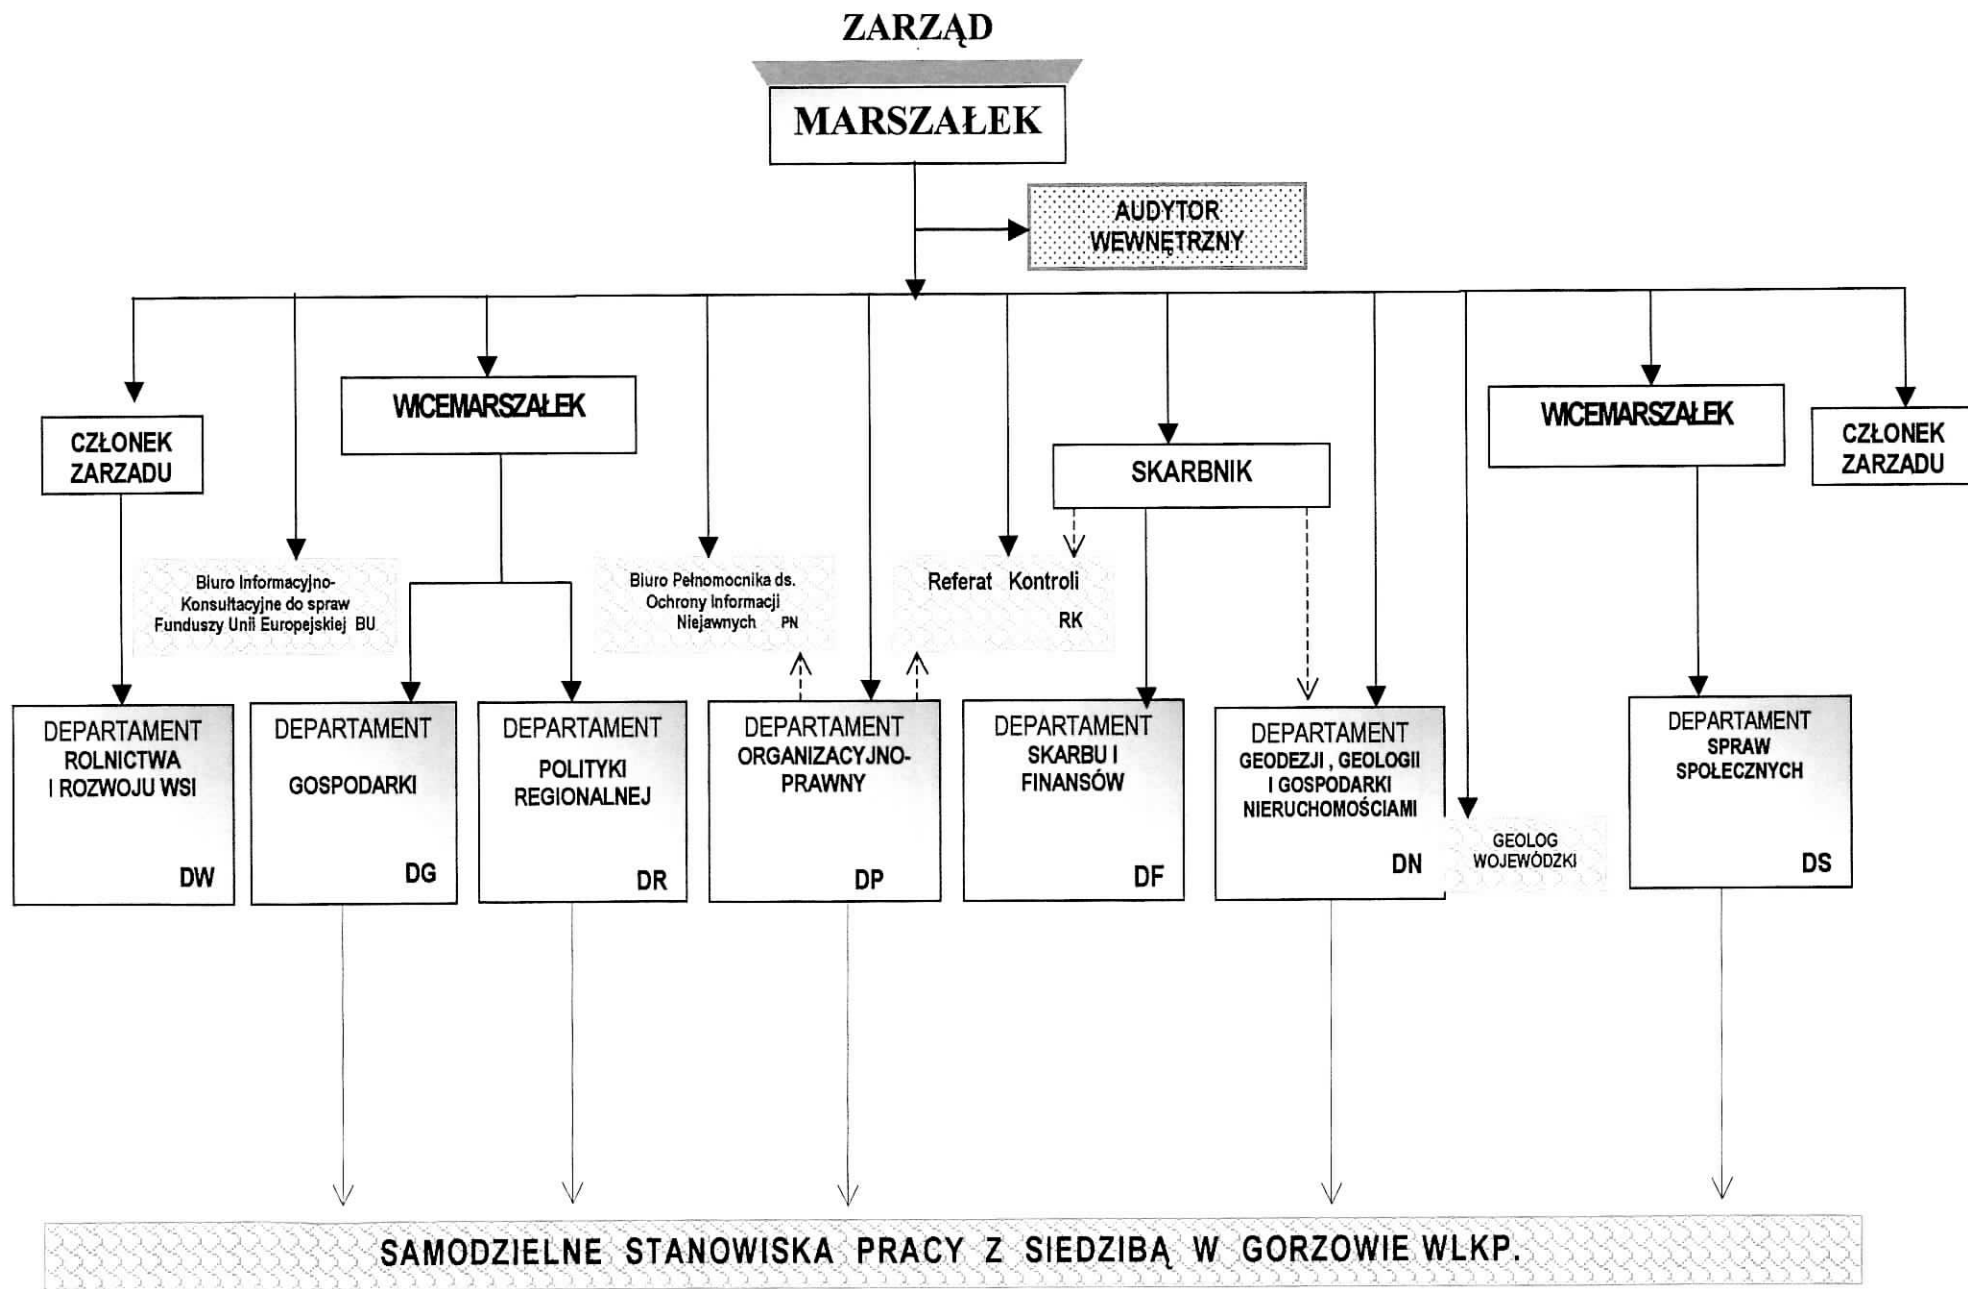 ZARZĄD
MARSZAŁEK
AUDYTOR
WEWNĘTRZNY
CZŁONEK
ZARZADU
WICEMARSZAŁEK
SKARBNIK
WICEMARSZAŁEK
CZŁONEK
ZARZADU
Biuro Informacyjno-
Konsultacyjne do spraw
Funduszy Unii Europejskiej BU
Biuro Pełnomocnika ds.
Ochrony Informacji
Niejawnych PN
Referat Kontroli
RK
DEPARTAMENT
ROLNICTWA
I ROZWOJU WSI
DW
DEPARTAMENT
GOSPODARKI
DG
DEPARTAMENT
POLITYKI
REGIONALNEJ
DR
DEPARTAMENT
ORGANIZACYJNO-
PRAWNY
DP
DEPARTAMENT
SKARBU I
FINANSÓW
DF
DEPARTAMENT
GEODEZJI , GEOLOGII
I GOSPODARKI
NIERUCHOMOŚCIAMI
DN
GEOLOG
WOJEWÓDZKI
DEPARTAMENT
SPRAW
SPOŁECZNYCH
DS
SAMODZIELNE STANOWISKA PRACY Z SIEDZIBĄ W GORZOWIE WLKP.